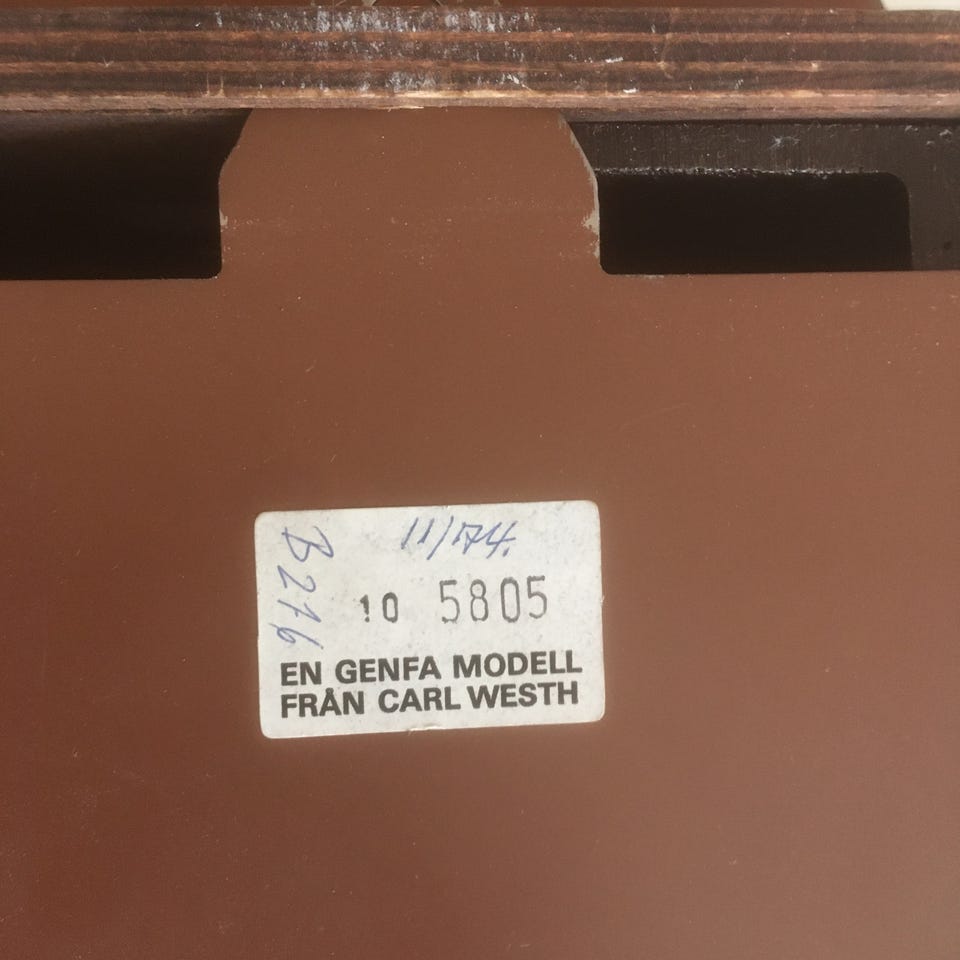 11/74.
B276
10 5805
EN GENFA MODELL
FRÅN CARL WESTH